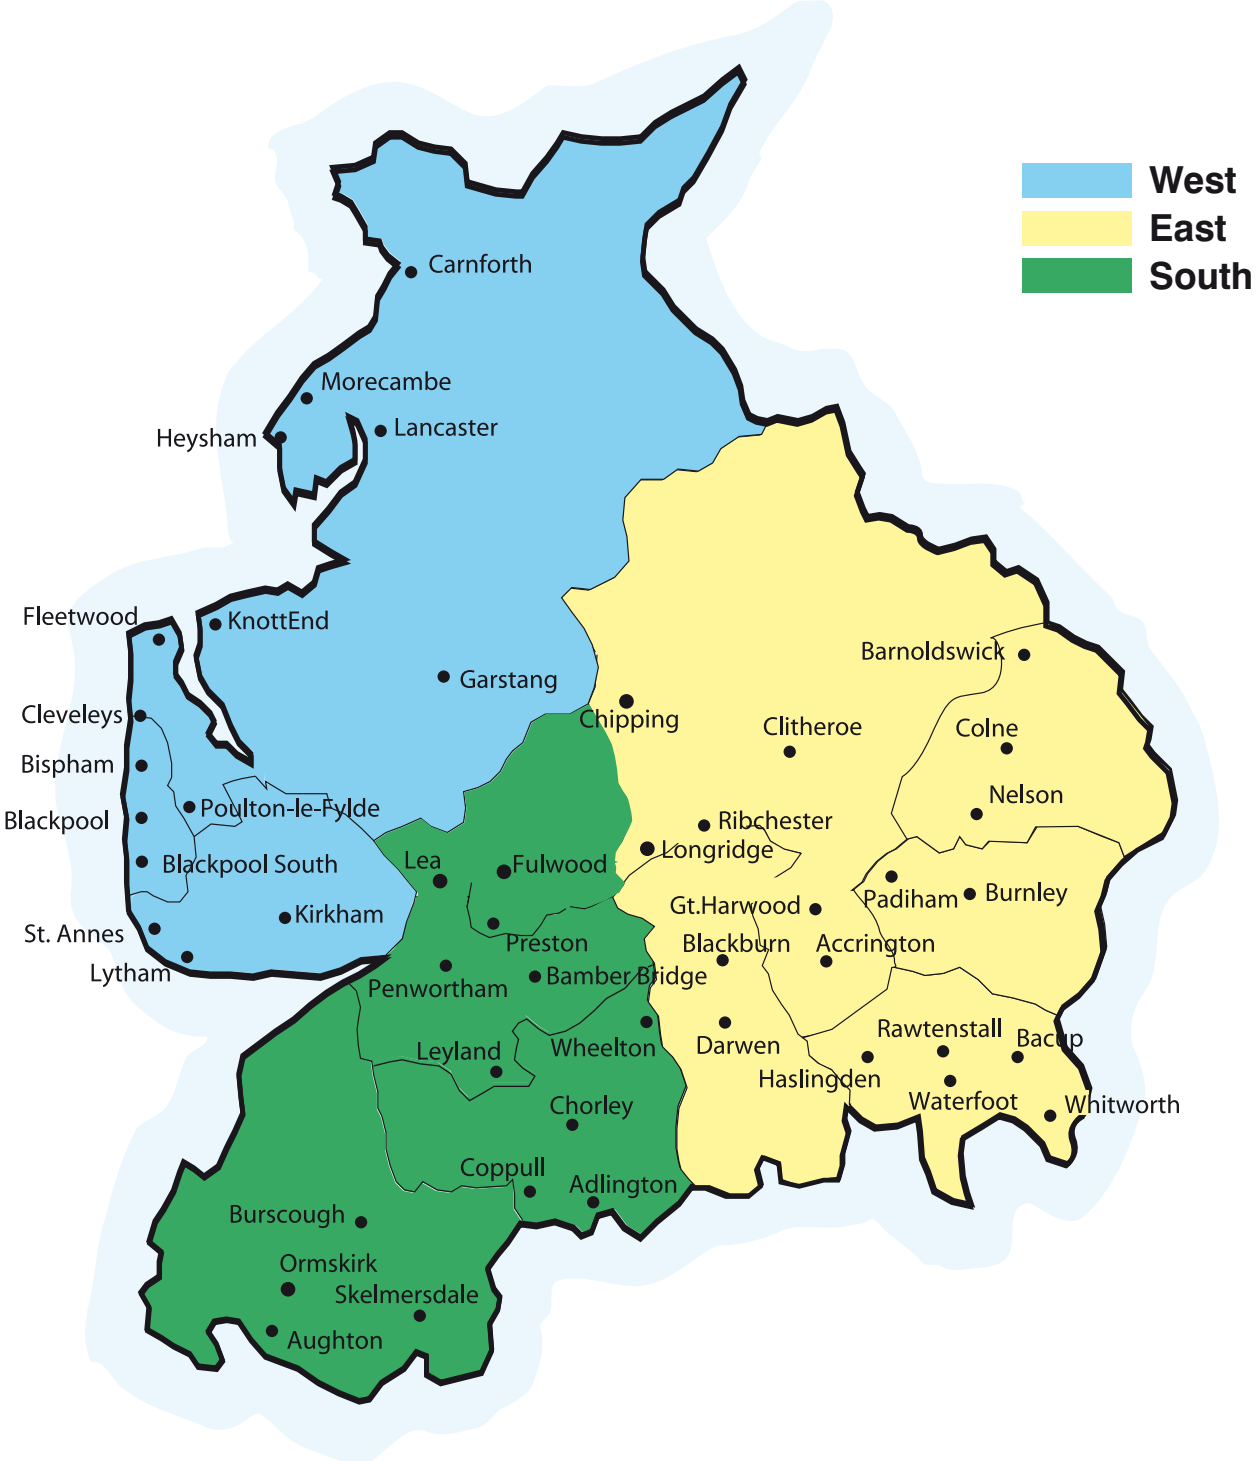 West
East
South
Carnforth
Morecambe
Lancaster
Heysham
Fleetwood
KnottEnd
Barnoldswick
Garstang
Cleveleys
Chipping
Clitheroe
Colne
Bispham
Nelson
Poulton-le-Fylde
Blackpool
Ribchester
Longridge
Lea
Fulwood
Blackpool South
Padiham
Burnley
Gt.Harwood
Kirkham
St. Annes
Preston
Blackburn
Accrington
Lytham
Bamber Bridge
Penwortham
Rawtenstall
Bacup
Leyland
Wheelton
Darwen
Haslingden
Waterfoot
Whitworth
Chorley
Coppull
Adlington
Burscough
Ormskirk
Skelmersdale
Aughton